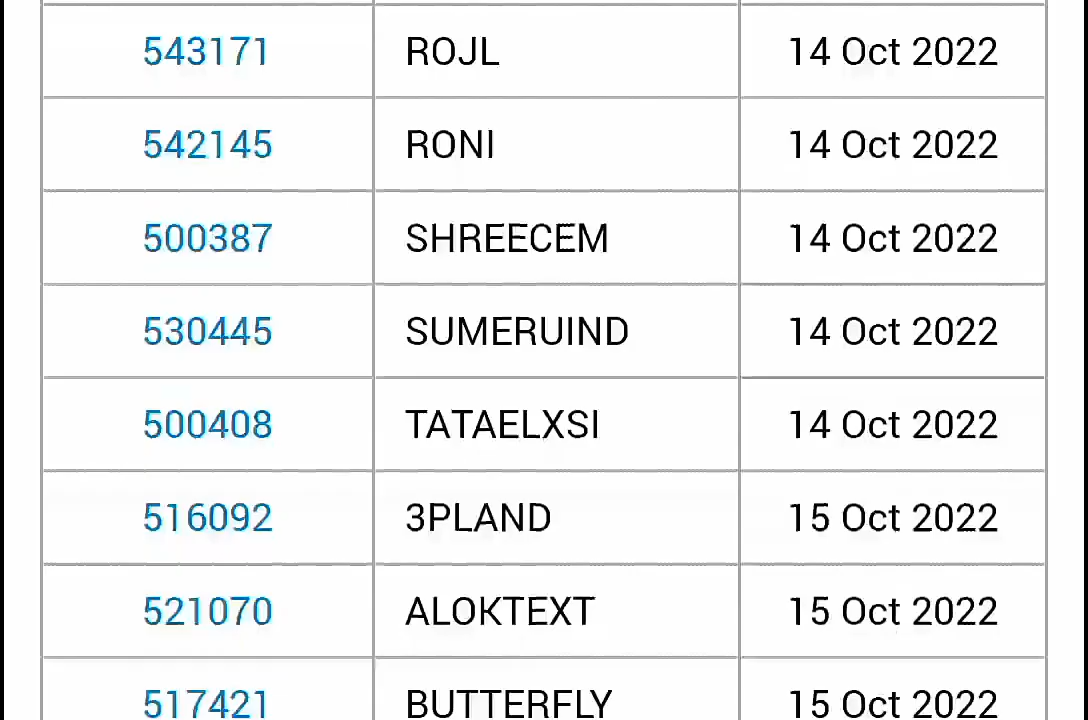 543171 ROJL 14 Oct 2022
542145 RONI 14 Oct 2022
500387 SHREECEM 14 Oct 2022
530445 SUMERUIND 14 Oct 2022
500408 TATAELXSI 14 Oct 2022
516092 3PLAND 15 Oct 2022
521070 ALOKTEXT 15 Oct 2022
517421 BUTTERFLY 15 Oct 2022